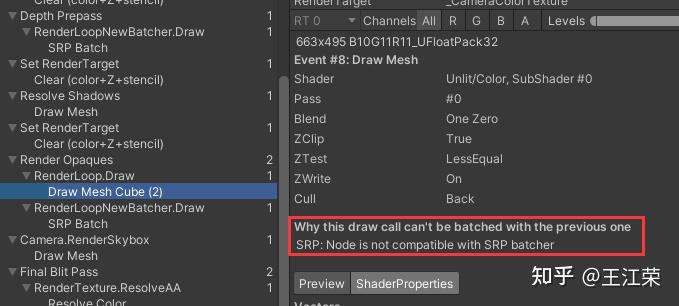 Clear (color+Z+stencil) 1
Depth Prepass 1
RenderLoopNewBatcher.Draw 1
SRP Batch
Set RenderTarget 1
Clear (color+Z+stencil)
Resolve Shadows 1
Draw Mesh
Set RenderTarget 1
Clear (color+Z+stencil)
Render Opaques 2
RenderLoop.Draw 1
Draw Mesh Cube (2)
RenderLoopNewBatcher.Draw 1
SRP Batch
Camera.RenderSkybox 1
Draw Mesh
Final Blit Pass 2
RenderTexture.ResolveAA 1
Resolve Color
RenderTarget _CameraColorTexture
RT 0 Channels All R G B A Levels
663x495 B10G11R11_UFloatPack32
Event #8: Draw Mesh
Shader Unlit/Color, SubShader #0
Pass #0
Blend One Zero
ZClip True
ZTest LessEqual
ZWrite On
Cull Back
Why this draw call can't be batched with the previous one
SRP: Node is not compatible with SRP batcher
Preview ShaderProperties
知乎 @王江荣